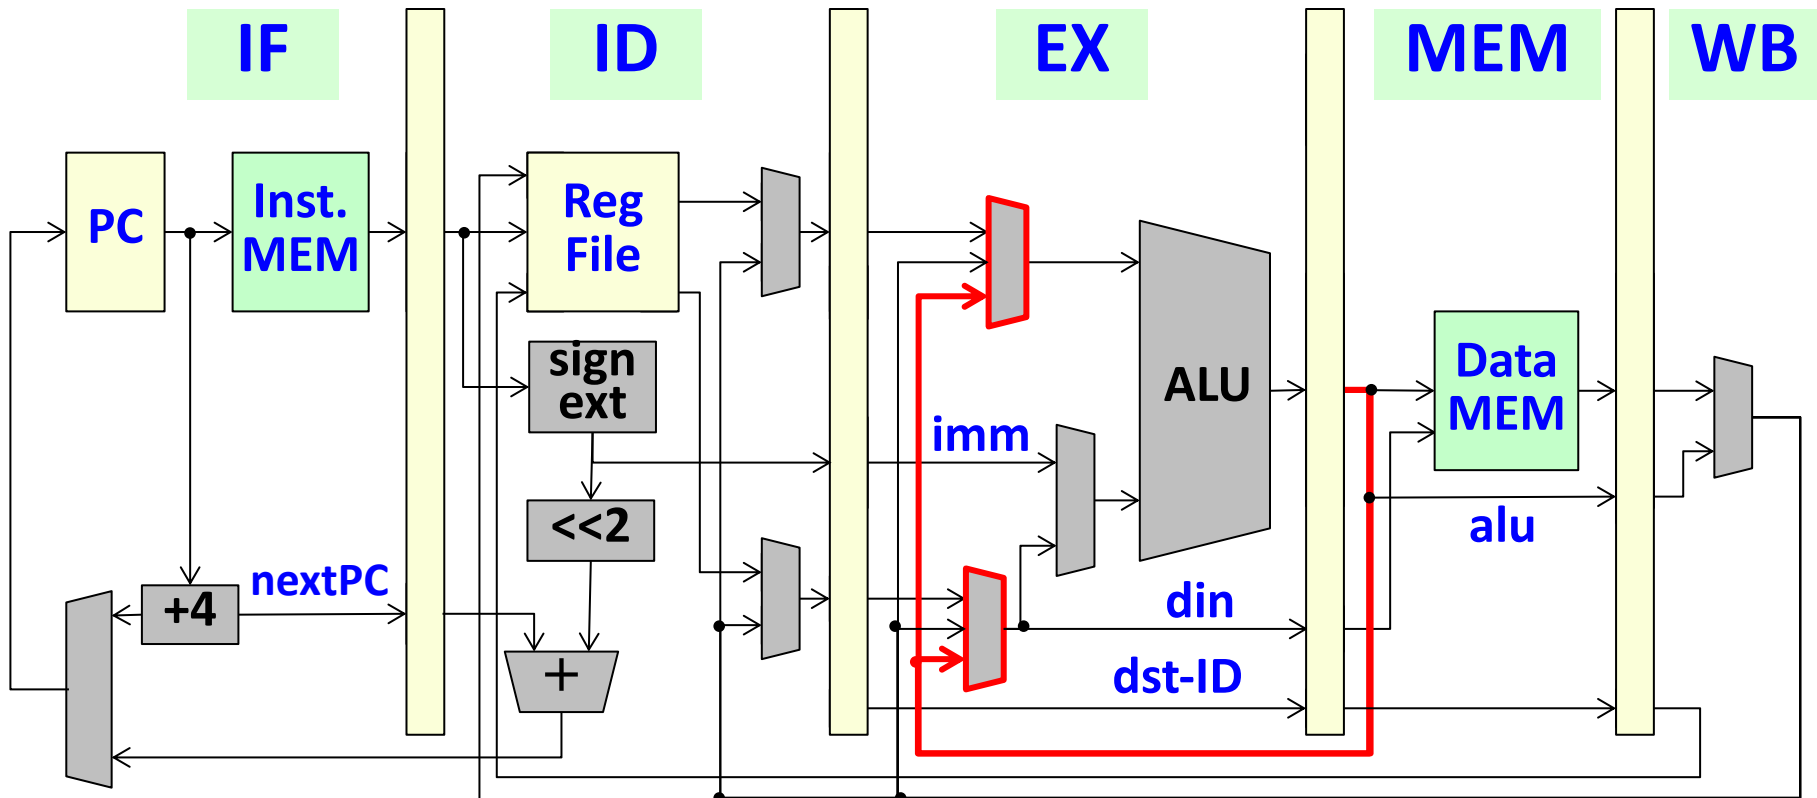 IF
ID
EX
MEM
WB
PC
Inst.
MEM
Reg
File
sign
ext
<<2
+4
nextPC
+
imm
ALU
din
dst-ID
Data
MEM
alu